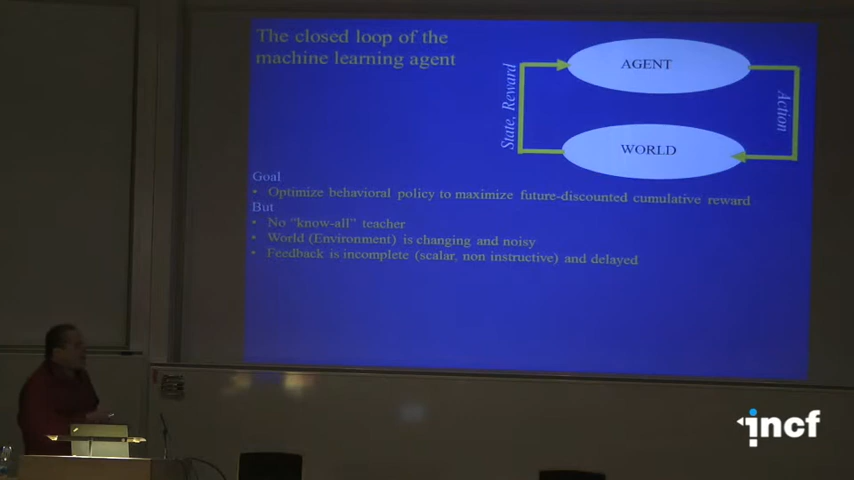 The closed loop of the
machine learning agent
AGENT
State, Reward
Action
WORLD
Goal
• Optimize behavioral policy to maximize future-discounted cumulative reward
But
• No "know-all" teacher
• World (Environment) is changing and noisy
• Feedback is incomplete (scalar, non instructive) and delayed
incf